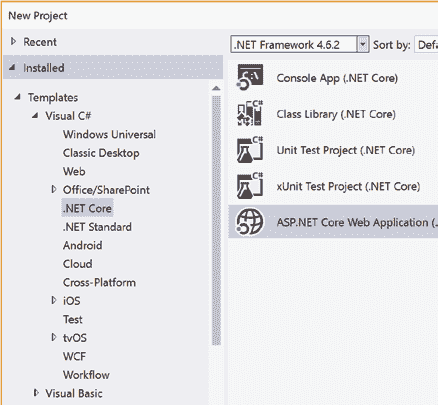 New Project
Recent
Installed
Templates
Visual C#
Windows Universal
Classic Desktop
Web
Office/SharePoint
.NET Core
.NET Standard
Android
Cloud
Cross-Platform
iOS
Test
tvOS
WCF
Workflow
Visual Basic
.NET Framework 4.6.2 Sort by: Defa
C#
Console App (.NET Core)
C#
Class Library (.NET Core)
C#
Unit Test Project (.NET Core)
C#
xUnit Test Project (.NET Core)
C#
ASP.NET Core Web Application (.